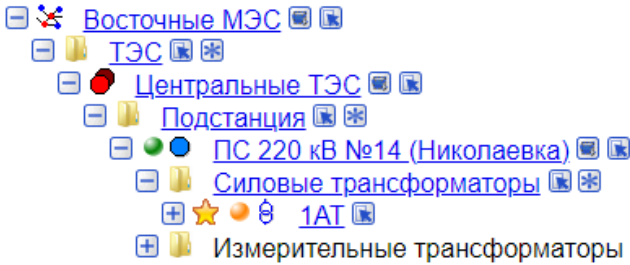 Восточные МЭС
ТЭС
Центральные ТЭС
Подстанция
ПС 220 кВ №14 (Николаевка)
Силовые трансформаторы
1АТ
Измерительные трансформаторы